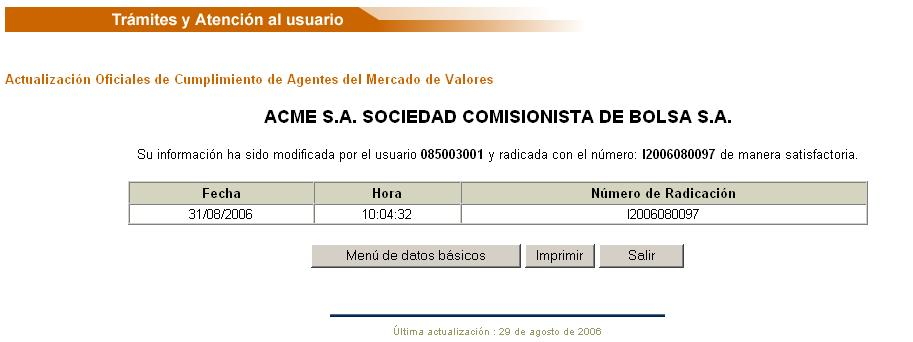 Trámites y Atención al usuario
Actualización Oficiales de Cumplimiento de Agentes del Mercado de Valores
ACME S.A. SOCIEDAD COMISIONISTA DE BOLSA S.A.
Su información ha sido modificada por el usuario 085003001 y radicada con el número: I2006080097 de manera satisfactoria.
Fecha Hora Número de Radicación
31/08/2006 10:04:32 I2006080097
Menú de datos básicos Imprimir Salir
Última actualización : 29 de agosto de 2006